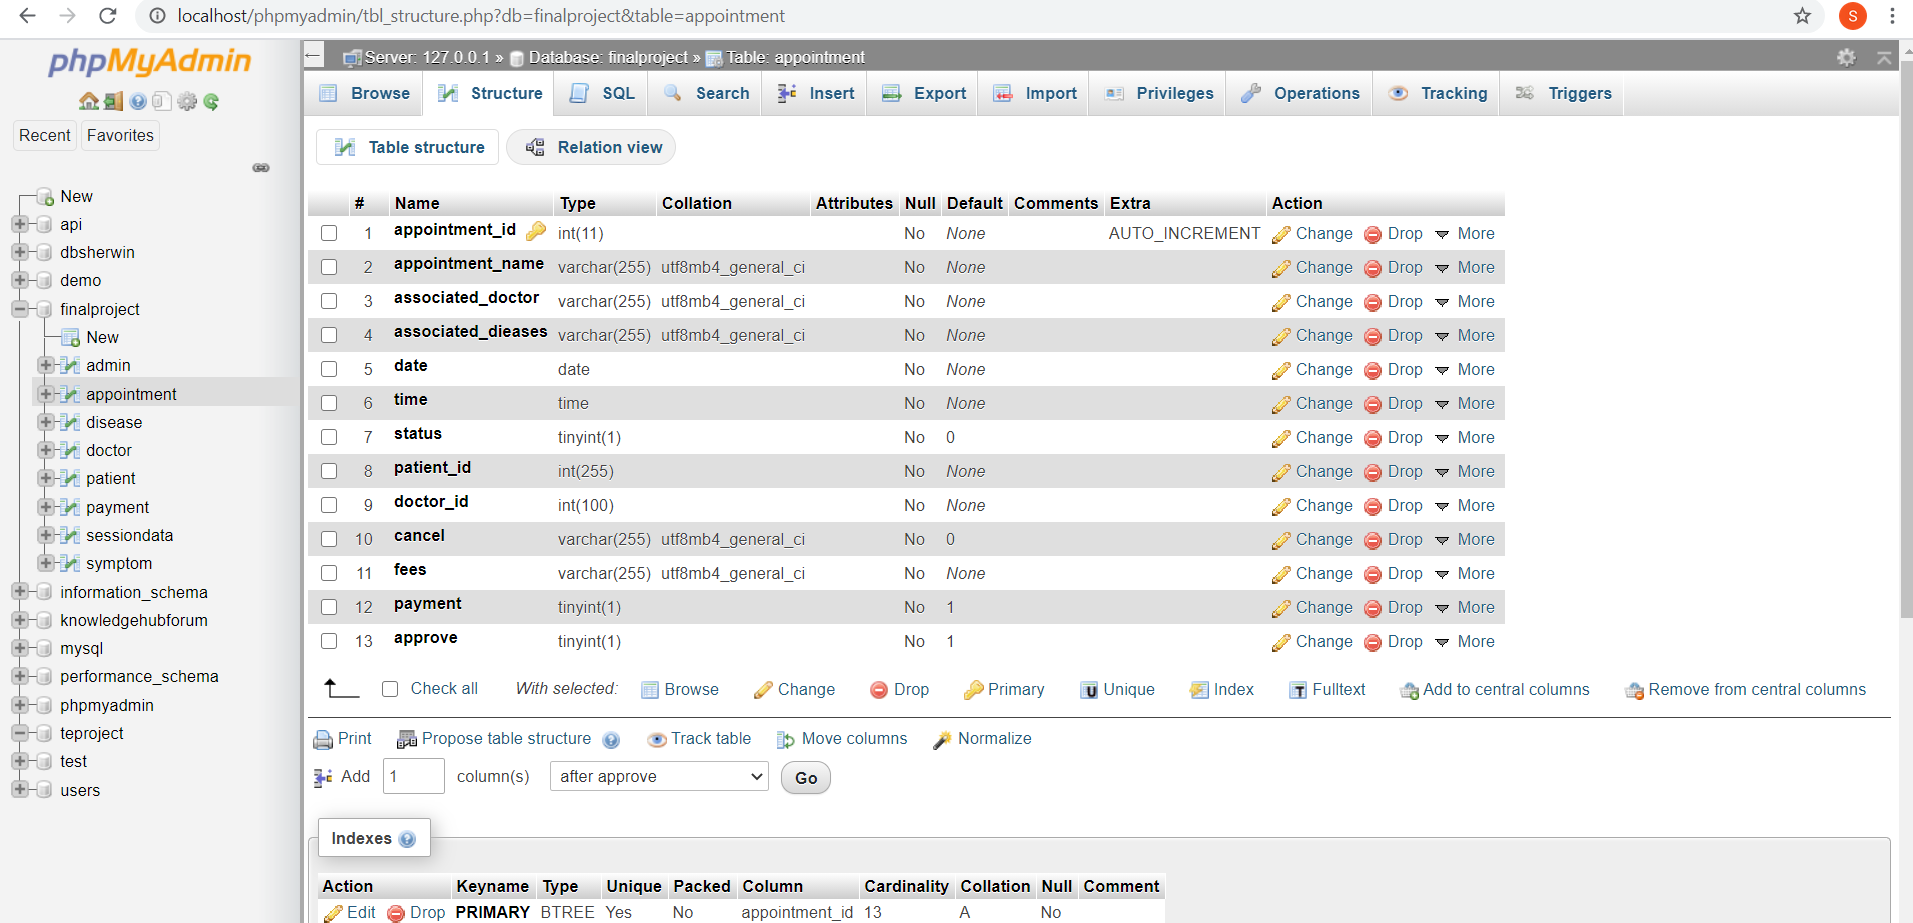 localhost/phpmyadmin/tbl_structure.php?db=finalproject&table=appointment
S
phpMyAdmin
Recent Favorites
New
api
dbsherwin
demo
finalproject
New
admin
appointment
disease
doctor
patient
payment
sessiondata
symptom
information_schema
knowledgehubforum
mysql
performance_schema
phpmyadmin
teproject
test
users
Server: 127.0.0.1 » Database: finalproject » Table: appointment
Browse Structure SQL Search Insert Export Import Privileges Operations Tracking Triggers
Table structure Relation view
# Name Type Collation Attributes Null Default Comments Extra Action
1 appointment_id int(11) No None AUTO_INCREMENT Change Drop More
2 appointment_name varchar(255) utf8mb4_general_ci No None Change Drop More
3 associated_doctor varchar(255) utf8mb4_general_ci No None Change Drop More
4 associated_dieases varchar(255) utf8mb4_general_ci No None Change Drop More
5 date date No None Change Drop More
6 time time No None Change Drop More
7 status tinyint(1) No 0 Change Drop More
8 patient_id int(255) No None Change Drop More
9 doctor_id int(100) No None Change Drop More
10 cancel varchar(255) utf8mb4_general_ci No 0 Change Drop More
11 fees varchar(255) utf8mb4_general_ci No None Change Drop More
12 payment tinyint(1) No 1 Change Drop More
13 approve tinyint(1) No 1 Change Drop More
Check all With selected: Browse Change Drop Primary Unique Index Fulltext Add to central columns Remove from central columns
Print Propose table structure Track table Move columns Normalize
Add 1 column(s) after approve Go
Indexes
Action Keyname Type Unique Packed Column Cardinality Collation Null Comment
Edit Drop PRIMARY BTREE Yes No appointment_id 13 A No